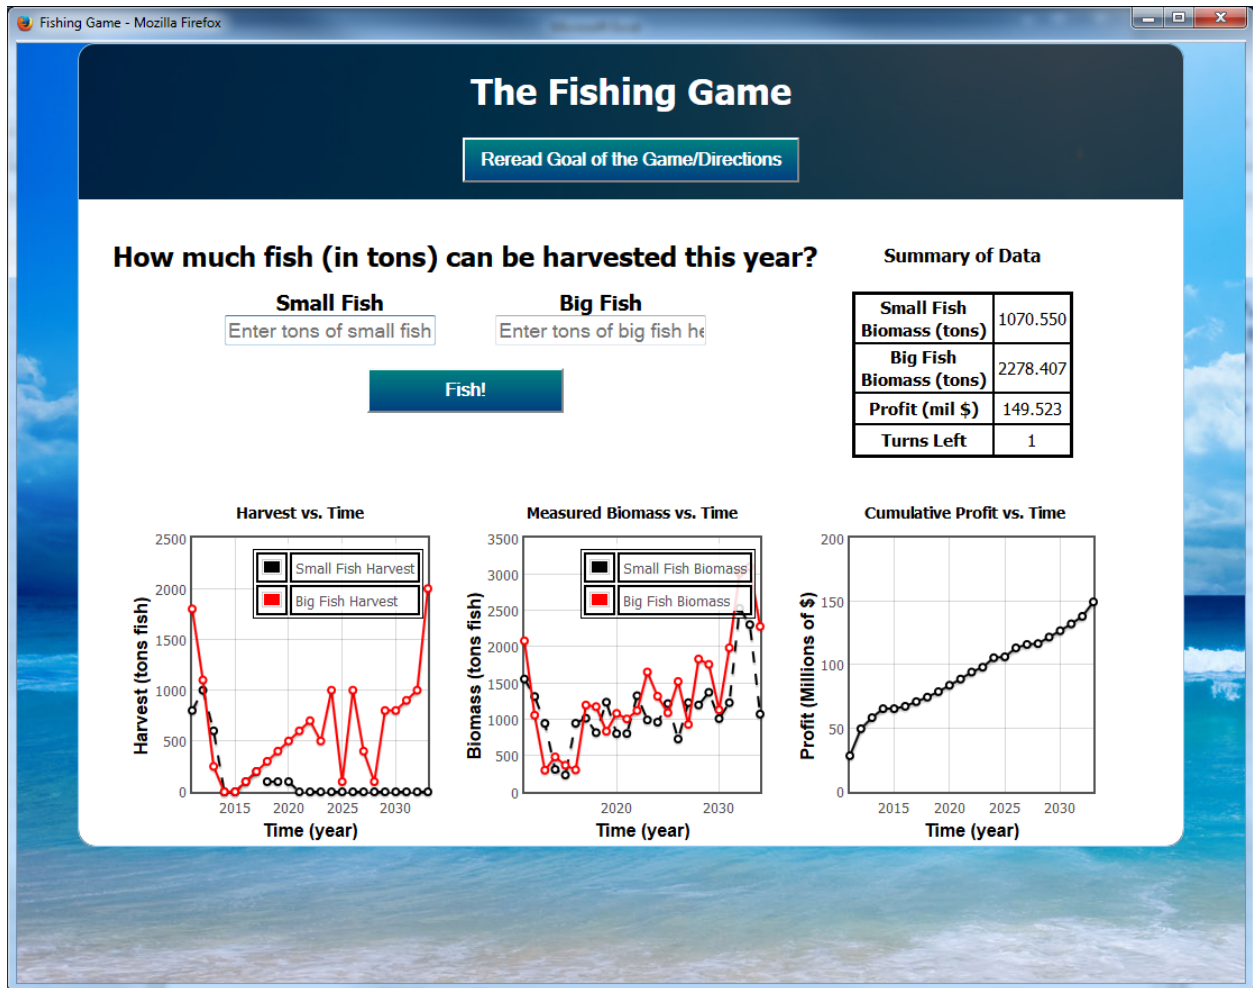 Fishing Game - Mozilla Firefox
The Fishing Game
Reread Goal of the Game/Directions
How much fish (in tons) can be harvested this year?
Small Fish
Big Fish
Enter tons of small fish
Enter tons of big fish he
Fish!
Summary of Data
Small Fish
Biomass (tons)
1070.550
Big Fish
Biomass (tons)
2278.407
Profit (mil $)
149.523
Turns Left
1
Harvest vs. Time
Harvest (tons fish)
2500
2000
1500
1000
500
0
Small Fish Harvest
Big Fish Harvest
2015 2020 2025 2030
Time (year)
Measured Biomass vs. Time
Biomass (tons fish)
3500
3000
2500
2000
1500
1000
500
0
Small Fish Biomass
Big Fish Biomass
2020 2030
Time (year)
Cumulative Profit vs. Time
Profit (Millions of $)
200
150
100
50
0
2015 2020 2025 2030
Time (year)